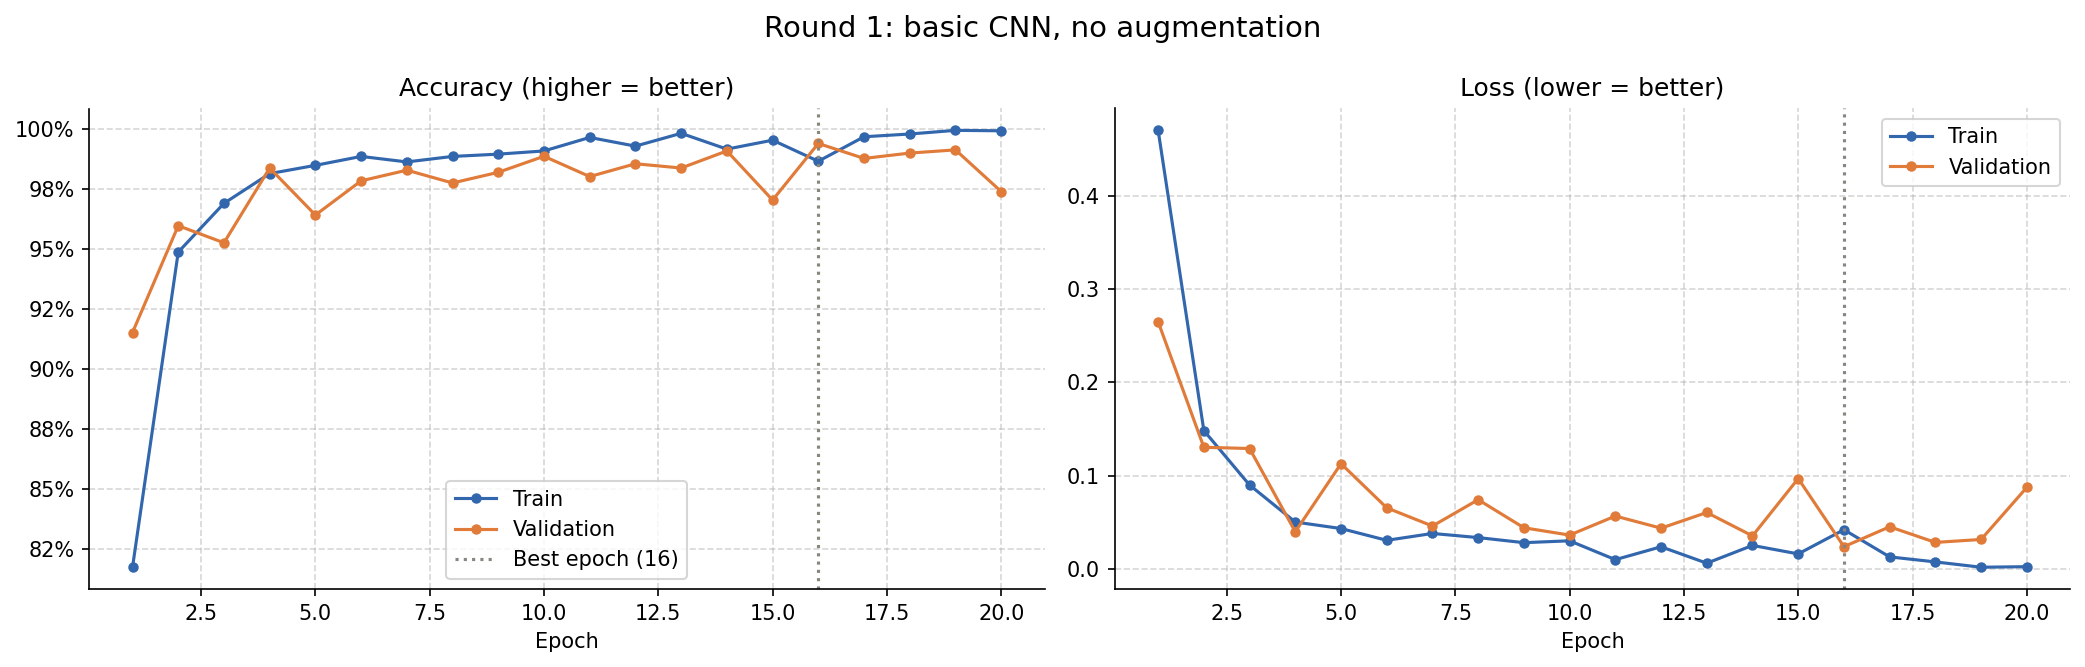 Round 1: basic CNN, no augmentation
Accuracy (higher = better)
100%
98%
95%
92%
90%
88%
85%
82%
Train
Validation
Best epoch (16)
2.5 5.0 7.5 10.0 12.5 15.0 17.5 20.0
Epoch
Loss (lower = better)
Train
Validation
0.4
0.3
0.2
0.1
0.0
2.5 5.0 7.5 10.0 12.5 15.0 17.5 20.0
Epoch